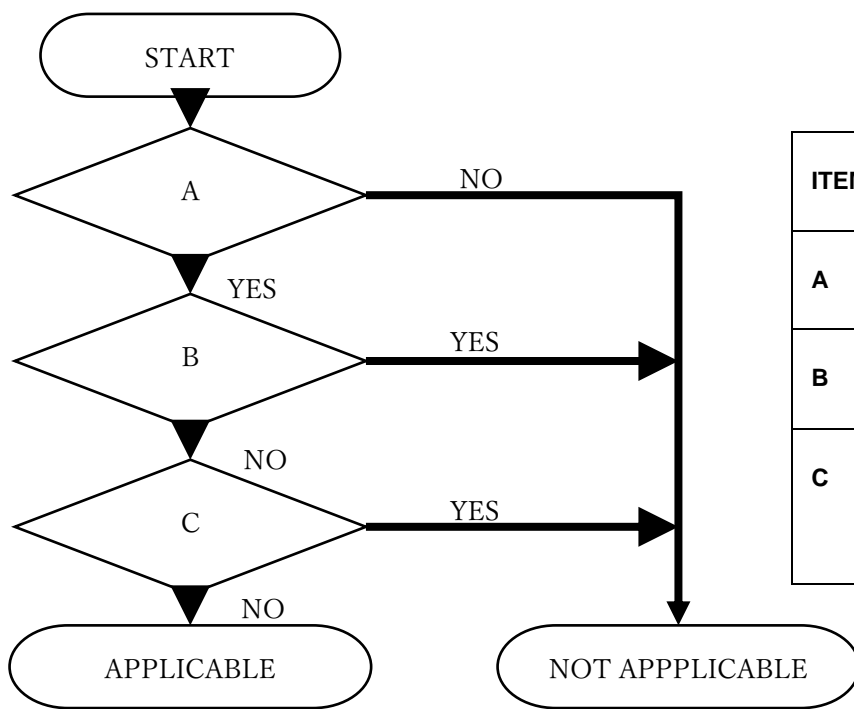 START
A
NO
YES
B
YES
NO
C
YES
NO
APPLICABLE
NOT APPPLICABLE
A
B
C